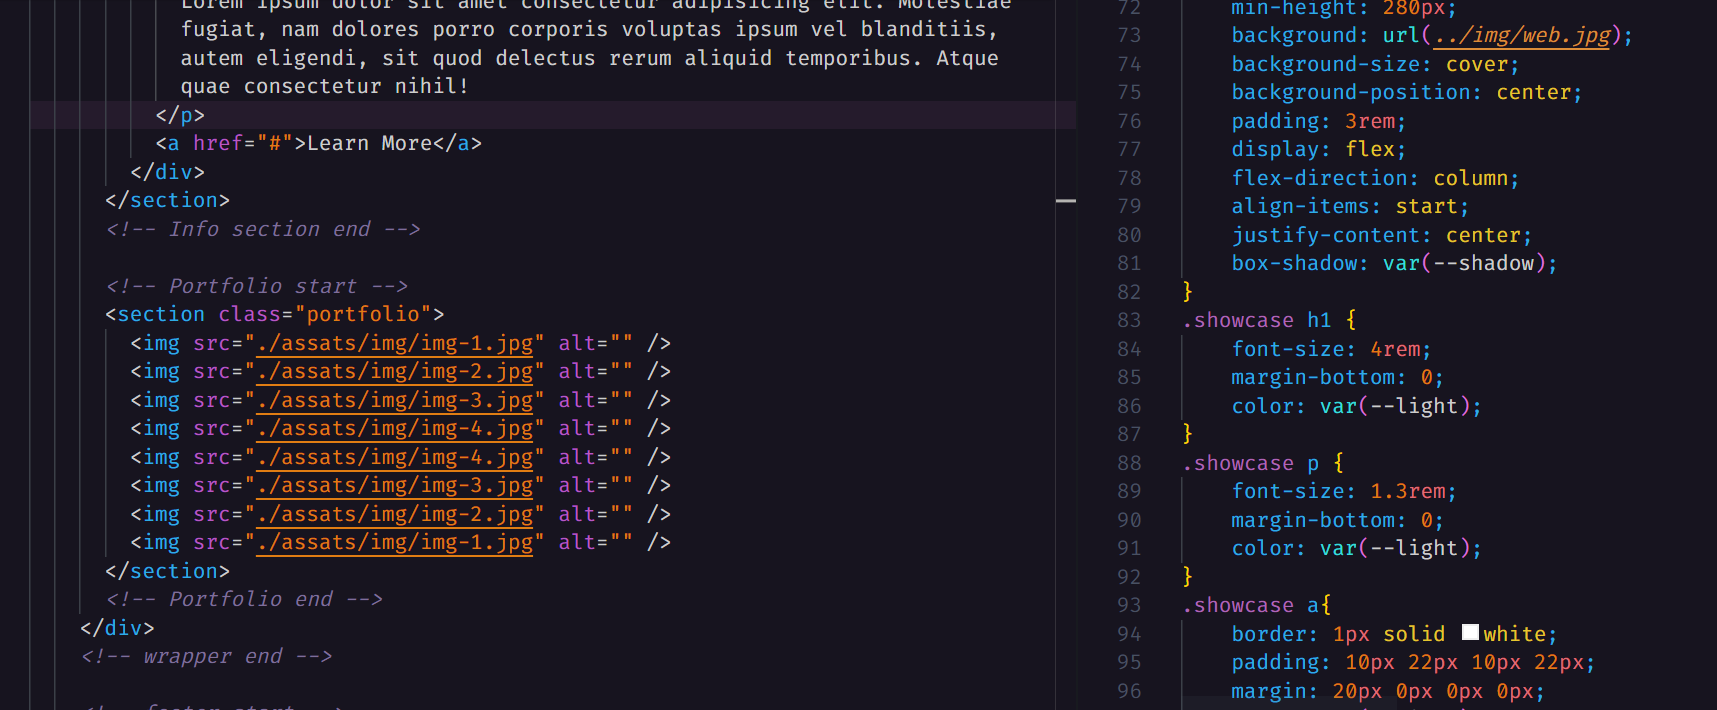 Lorem ipsum dolor sit amet consectetur adipisicing elit. Molestiae
fugiat, nam dolores porro corporis voluptas ipsum vel blanditiis,
autem eligendi, sit quod delectus rerum aliquid temporibus. Atque
quae consectetur nihil!
</p>
<a href="#">Learn More</a>
</div>
</section>
<!-- Info section end -->
<!-- Portfolio start -->
<section class="portfolio">
<img src="./assats/img/img-1.jpg" alt="" />
<img src="./assats/img/img-2.jpg" alt="" />
<img src="./assats/img/img-3.jpg" alt="" />
<img src="./assats/img/img-4.jpg" alt="" />
<img src="./assats/img/img-4.jpg" alt="" />
<img src="./assats/img/img-3.jpg" alt="" />
<img src="./assats/img/img-2.jpg" alt="" />
<img src="./assats/img/img-1.jpg" alt="" />
</section>
<!-- Portfolio end -->
</div>
<!-- wrapper end -->
72 min-height: 280px;
73 background: url(../img/web.jpg);
74 background-size: cover;
75 background-position: center;
76 padding: 3rem;
77 display: flex;
78 flex-direction: column;
79 align-items: start;
80 justify-content: center;
81 box-shadow: var(--shadow);
82 }
83 .showcase h1 {
84 font-size: 4rem;
85 margin-bottom: 0;
86 color: var(--light);
87 }
88 .showcase p {
89 font-size: 1.3rem;
90 margin-bottom: 0;
91 color: var(--light);
92 }
93 .showcase a{
94 border: 1px solid white;
95 padding: 10px 22px 10px 22px;
96 margin: 20px 0px 0px 0px;